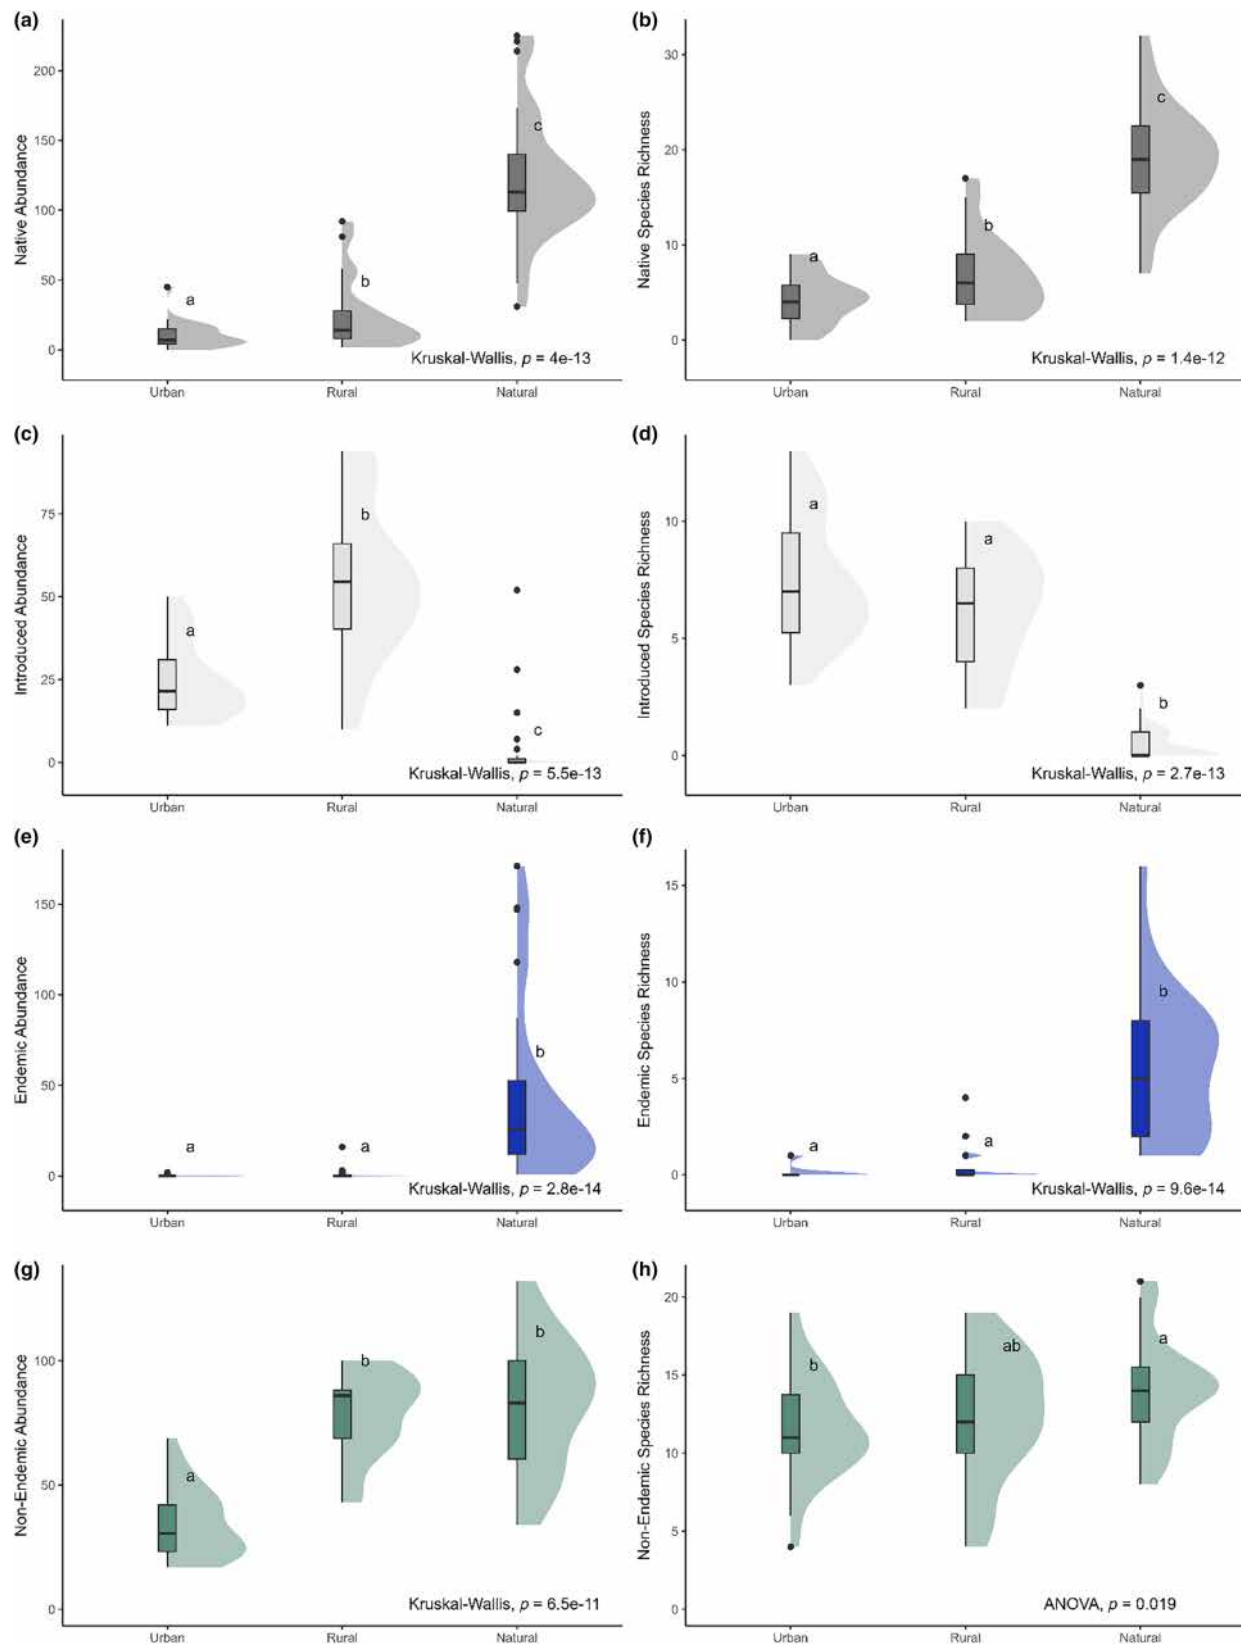 (a)
Native Abundance
200
150
100
50
0
a
b
c
Kruskal-Wallis, p = 4e-13
Urban Rural Natural
(b)
Native Species Richness
30
20
10
0
a
b
c
Kruskal-Wallis, p = 1.4e-12
Urban Rural Natural
(c)
Introduced Abundance
75
50
25
0
a
b
c
Kruskal-Wallis, p = 5.5e-13
Urban Rural Natural
(d)
Introduced Species Richness
10
5
0
a
a
b
Kruskal-Wallis, p = 2.7e-13
Urban Rural Natural
(e)
Endemic Abundance
150
100
50
0
a
a
b
Kruskal-Wallis, p = 2.8e-14
Urban Rural Natural
(f)
Endemic Species Richness
15
10
5
0
a
a
b
Kruskal-Wallis, p = 9.6e-14
Urban Rural Natural
(g)
Non-Endemic Abundance
100
50
0
a
b
b
Kruskal-Wallis, p = 6.5e-11
Urban Rural Natural
(h)
Non-Endemic Species Richness
20
15
10
5
0
b
ab
a
ANOVA, p = 0.019
Urban Rural Natural